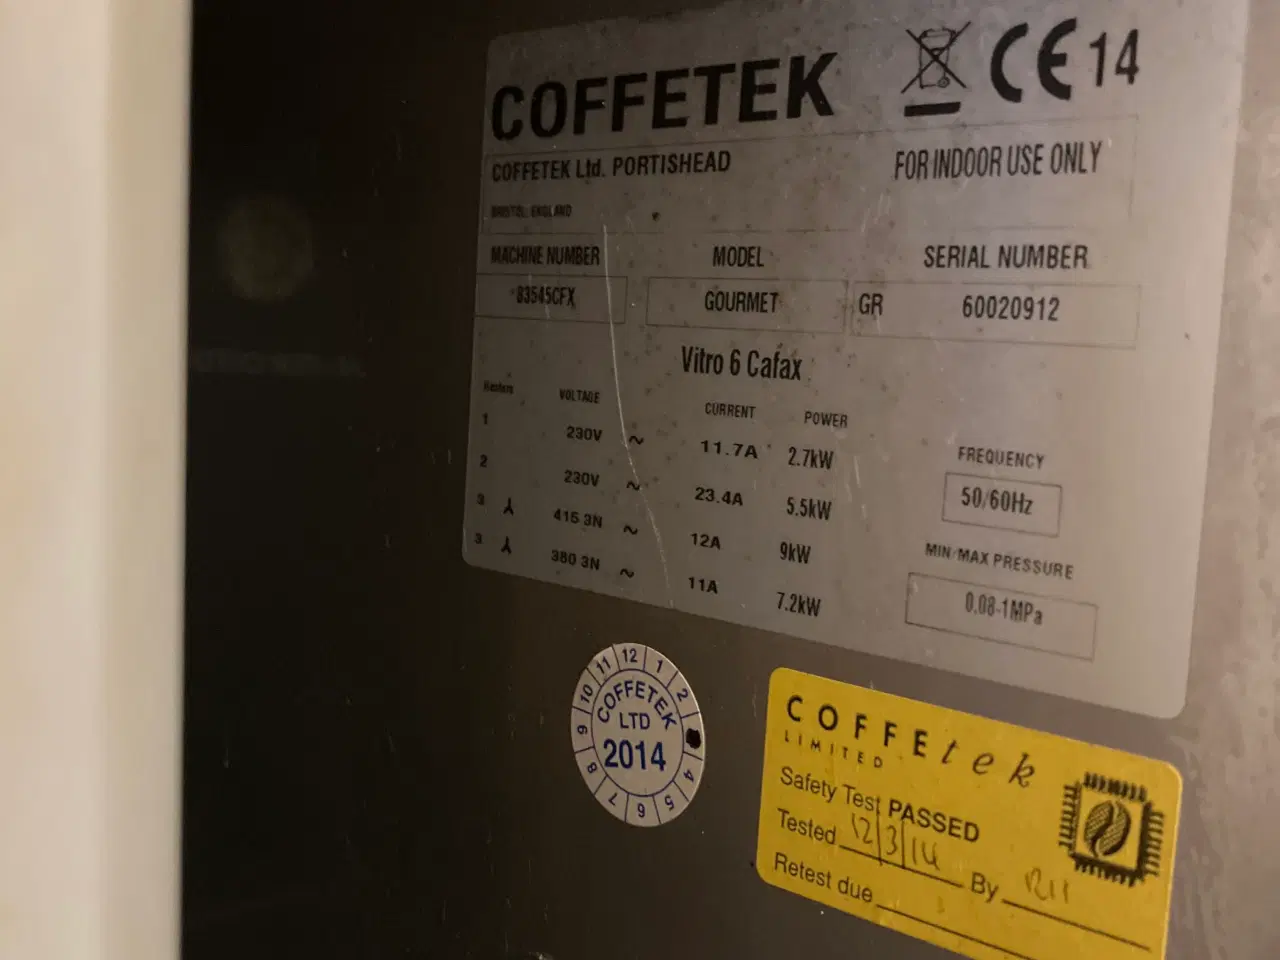 COFFETEK
CE 14
COFFETEK Ltd. PORTISHEAD
FOR INDOOR USE ONLY
BRISTOL, ENGLAND
MACHINE NUMBER MODEL SERIAL NUMBER
83545CFX GOURMET GR 60020912
Vitro 6 Cafax
Heaters VOLTAGE CURRENT POWER
1 230V ~ 11.7A 2.7kW
2 230V ~ 23.4A 5.5kW
3 415 3N ~ 12A 9kW
3 380 3N ~ 11A 7.2kW
FREQUENCY
50/60Hz
MIN/MAX PRESSURE
0.08-1MPa
12 1 2 4 5 6 7 8 9 10 11
COFFETEK
LTD
2014
COFFEtek
LIMITED
Safety Test PASSED
Tested 12/3/14 By
Retest due